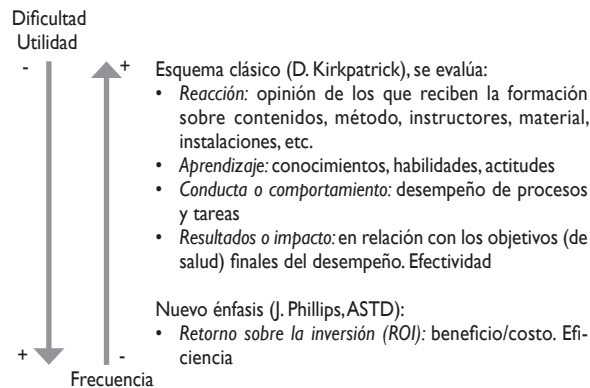 Dificultad
Utilidad
- +
Esquema clásico (D. Kirkpatrick), se evalúa:
• Reacción: opinión de los que reciben la formación
sobre contenidos, método, instructores, material,
instalaciones, etc.
• Aprendizaje: conocimientos, habilidades, actitudes
• Conducta o comportamiento: desempeño de procesos
y tareas
• Resultados o impacto: en relación con los objetivos (de
salud) finales del desempeño. Efectividad
Nuevo énfasis (J. Phillips, ASTD):
• Retorno sobre la inversión (ROI): beneficio/costo. Efi-
ciencia
+ -
Frecuencia